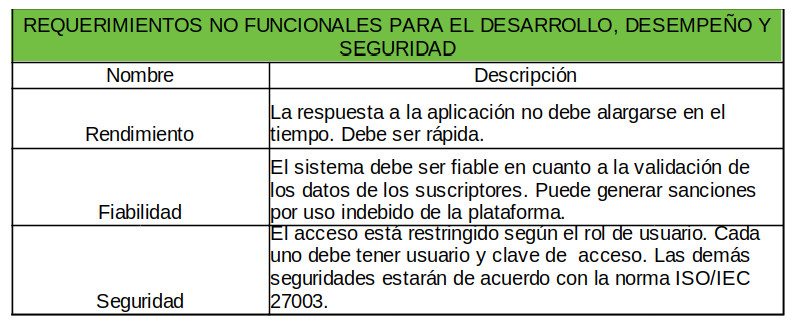 REQUERIMIENTOS NO FUNCIONALES PARA EL DESARROLLO, DESEMPEÑO Y
SEGURIDAD
Nombre
Descripción
Rendimiento
La respuesta a la aplicación no debe alargarse en el
tiempo. Debe ser rápida.
Fiabilidad
El sistema debe ser fiable en cuanto a la validación de
los datos de los suscriptores. Puede generar sanciones
por uso indebido de la plataforma.
Seguridad
El acceso está restringido según el rol de usuario. Cada
uno debe tener usuario y clave de  acceso. Las demás
seguridades estarán de acuerdo con la norma ISO/IEC
27003.